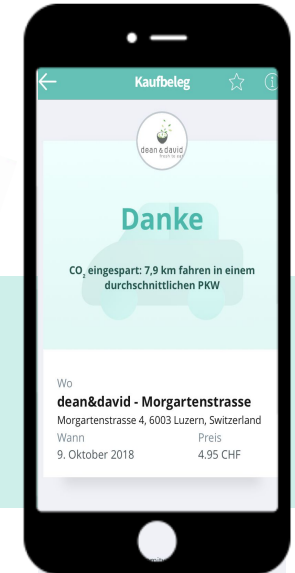 Kaufbeleg
dean & david
fresh to eat
Danke
CO₂ eingespart: 7,9 km fahren in einem
durchschnittlichen PKW
Wo
dean&david - Morgartenstrasse
Morgartenstrasse 4, 6003 Luzern, Switzerland
Wann Preis
9. Oktober 2018 4.95 CHF